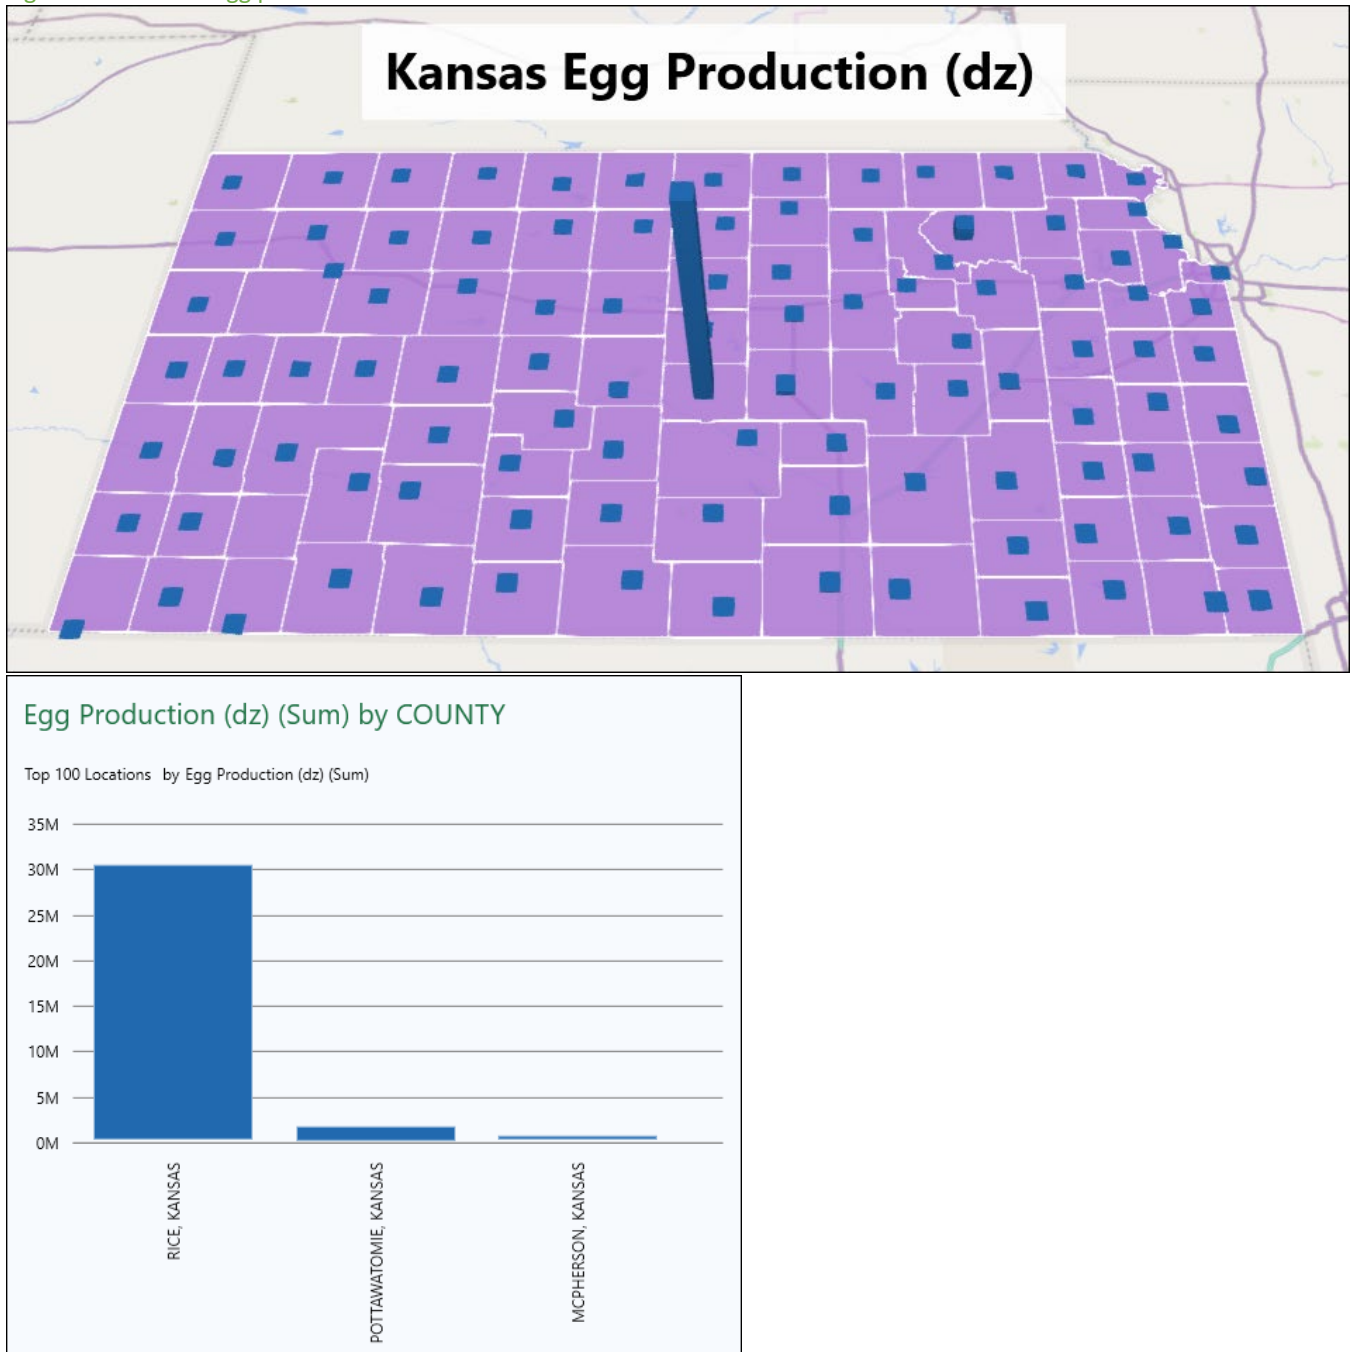 Kansas Egg Production (dz)
Egg Production (dz) (Sum) by COUNTY
Top 100 Locations by Egg Production (dz) (Sum)
35M
30M
25M
20M
15M
10M
5M
0M
RICE, KANSAS
POTTAWATOMIE, KANSAS
MCPHERSON, KANSAS